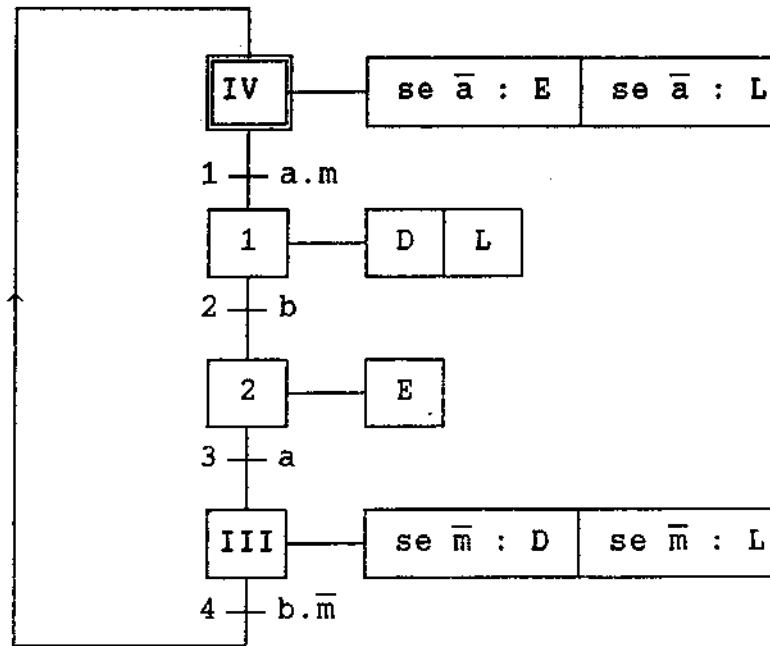 IV se a̅ : E se a̅ : L
1 a.m
1 D L
2 b
2 E
3 a
III se m̅ : D se m̅ : L
4 b.m̅